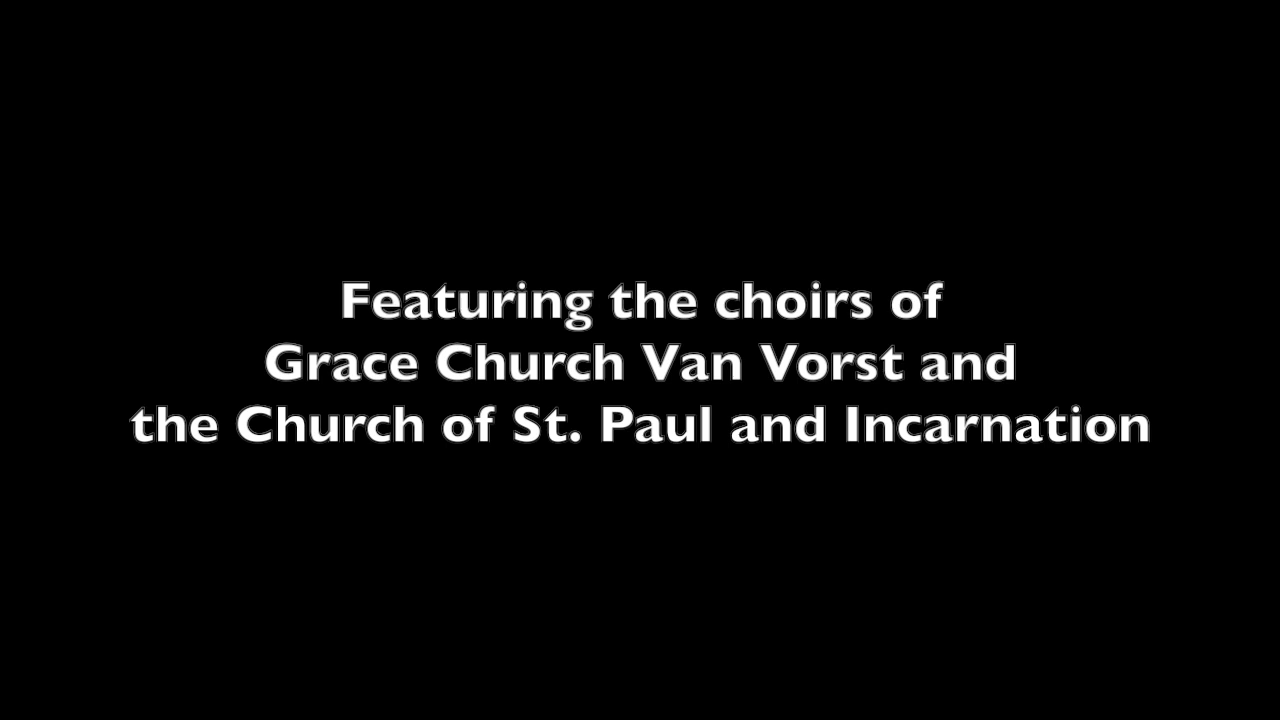 Featuring the choirs of
Grace Church Van Vorst and
the Church of St. Paul and Incarnation